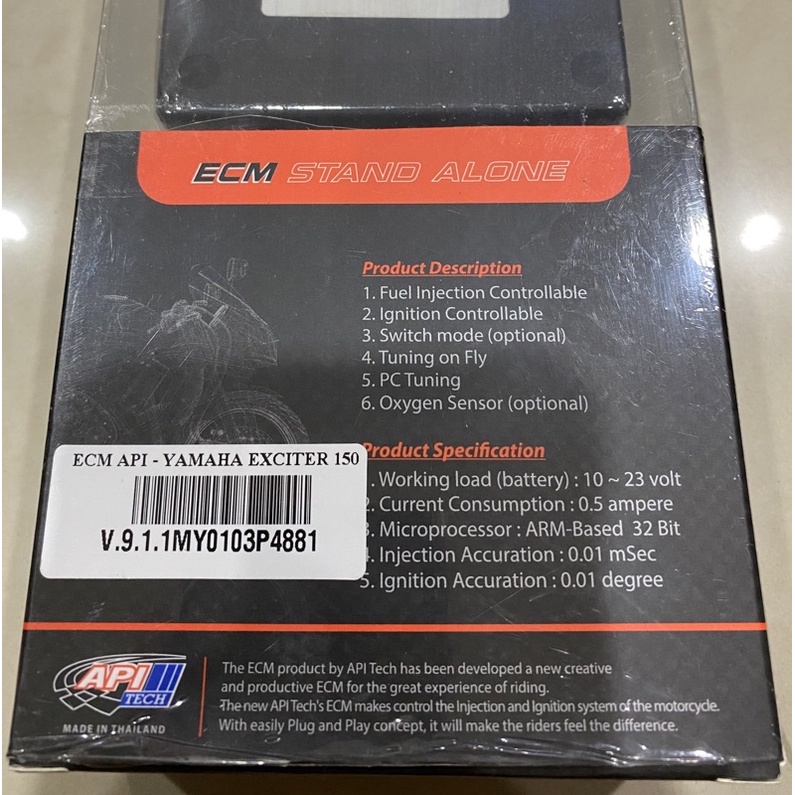 ECM STAND ALONE
Product Description
1. Fuel Injection Controllable
2. Ignition Controllable
3. Switch mode (optional)
4. Tuning on Fly
5. PC Tuning
6. Oxygen Sensor (optional)
Product Specification
. Working load (battery) : 10 ~ 23 volt
2. Current Consumption : 0.5 ampere
3. Microprocessor : ARM-Based 32 Bit
4. Injection Accuration : 0.01 mSec
5. Ignition Accuration : 0.01 degree
ECM API - YAMAHA EXCITER 150
V.9.1.1MY0103P4881
API
TECH
MADE IN THAILAND
The ECM product by API Tech has been developed a new creative
and productive ECM for the great experience of riding.
The new API Tech's ECM makes control the Injection and Ignition system of the motorcycle.
With easily Plug and Play concept, it will make the riders feel the difference.